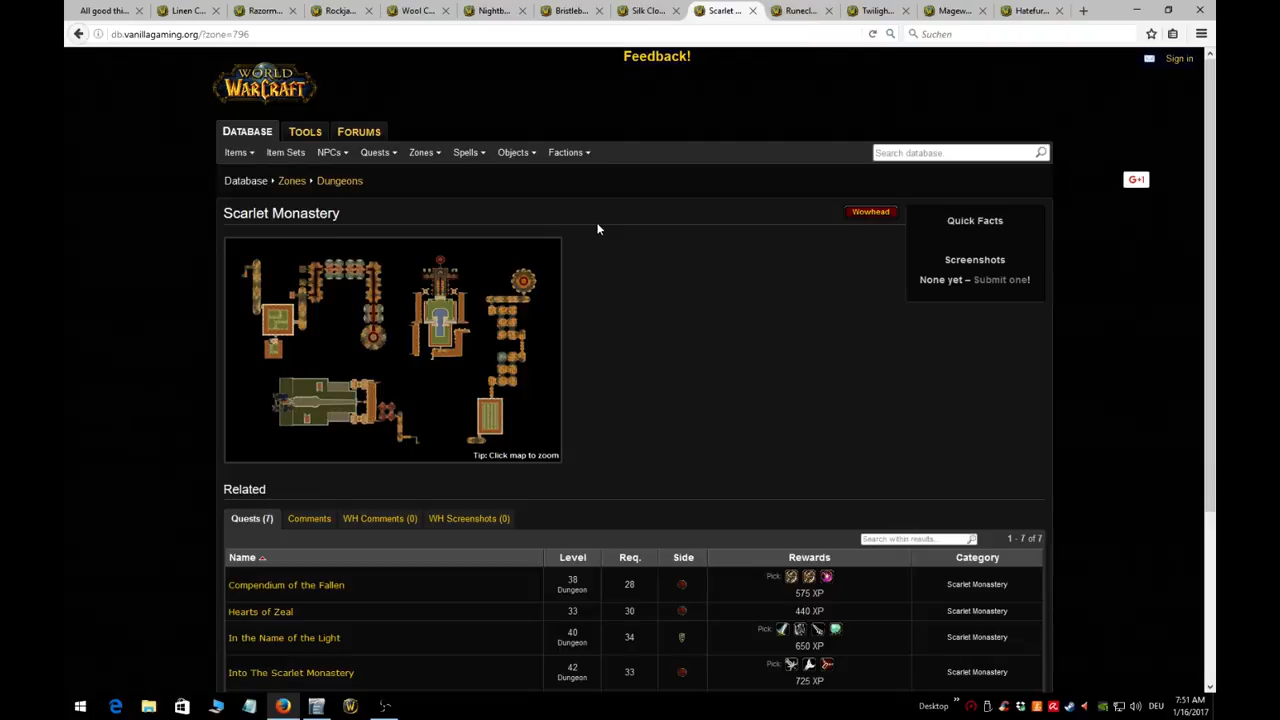 All good thi...
Linen C...
Razorm...
Rockja...
Wool C...
Nightb...
Bristleb...
Silk Clo...
Scarlet ...
Runecl...
Twiligh...
Magew...
Hatefur...
db.vanillagaming.org/?zone=796
Suchen
Feedback!
Sign in
WORLD
OF
WARCRAFT
DATABASE TOOLS FORUMS
Items Item Sets NPCs Quests Zones Spells Objects Factions
Search database.
Database Zones Dungeons
G+1
Scarlet Monastery
Wowhead
Quick Facts
Screenshots
None yet – Submit one!
Tip: Click map to zoom
Related
Quests (7) Comments WH Comments (0) WH Screenshots (0)
Search within results...
1 - 7 of 7
Name Level Req. Side Rewards Category
Compendium of the Fallen 38 Dungeon 28 Pick: 575 XP Scarlet Monastery
Hearts of Zeal 33 30 440 XP Scarlet Monastery
In the Name of the Light 40 Dungeon 34 Pick: 650 XP Scarlet Monastery
Into The Scarlet Monastery 42 Dungeon 33 Pick: 725 XP Scarlet Monastery
Desktop
DEU
7:51 AM
1/16/2017